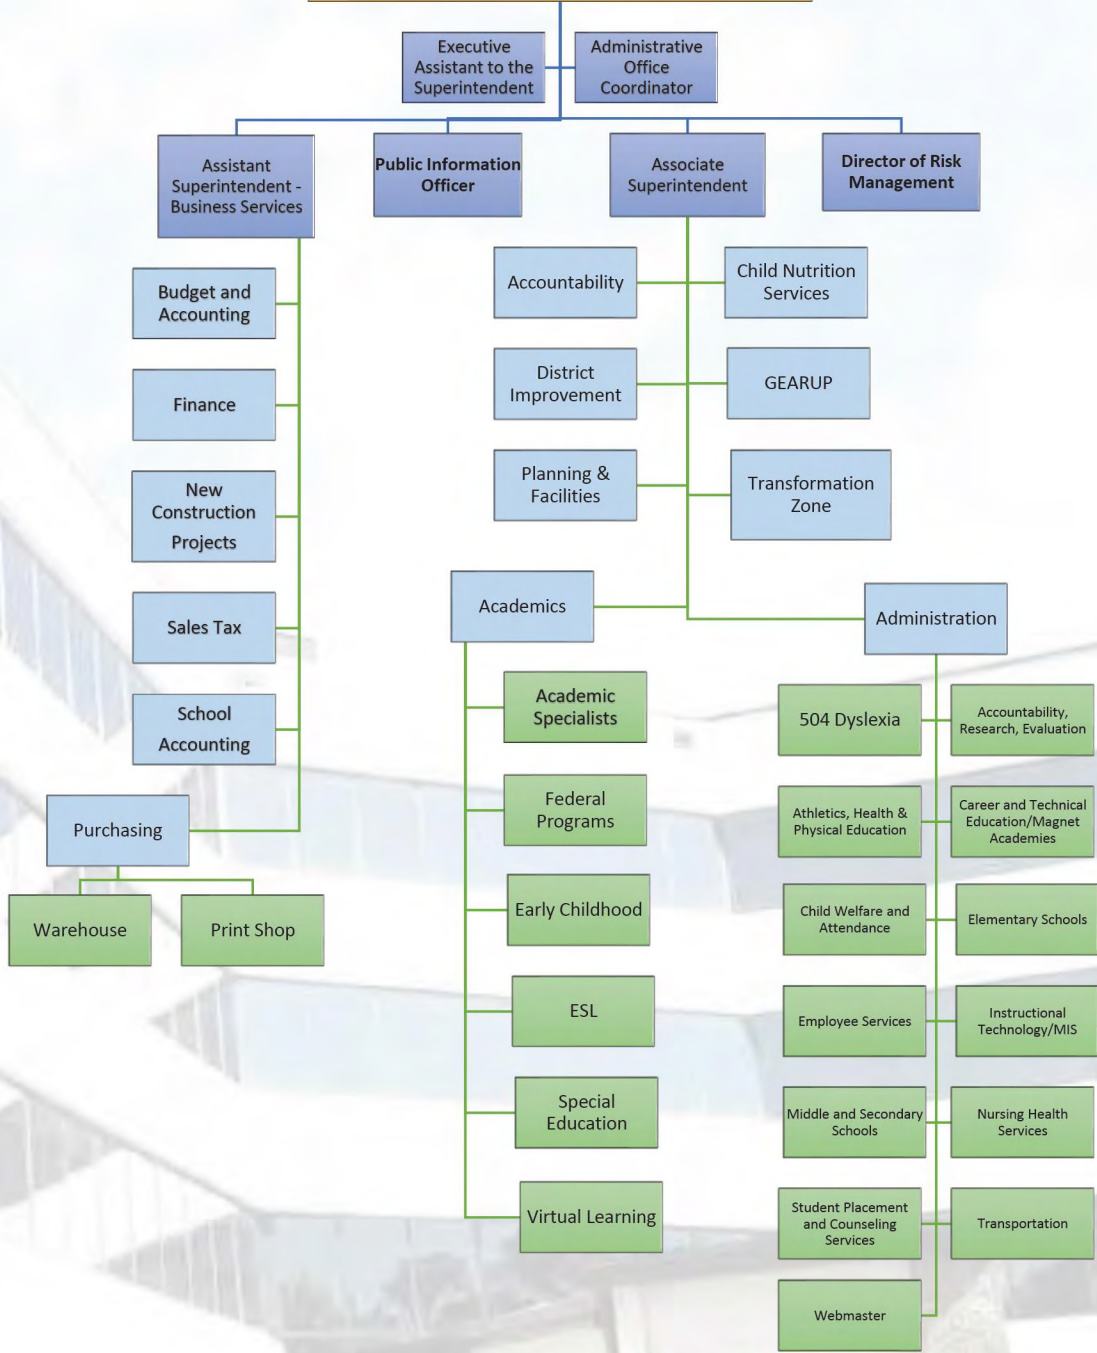 Executive
Assistant to the
Superintendent
Administrative
Office
Coordinator
Assistant
Superintendent -
Business Services
Public Information
Officer
Associate
Superintendent
Director of Risk
Management
Budget and
Accounting
Finance
New
Construction
Projects
Sales Tax
School
Accounting
Purchasing
Warehouse
Print Shop
Accountability
Child Nutrition
Services
District
Improvement
GEARUP
Planning &
Facilities
Transformation
Zone
Academics
Administration
Academic
Specialists
Federal
Programs
Early Childhood
ESL
Special
Education
Virtual Learning
504 Dyslexia
Accountability,
Research, Evaluation
Athletics, Health &
Physical Education
Career and Technical
Education/Magnet
Academies
Child Welfare and
Attendance
Elementary Schools
Employee Services
Instructional
Technology/MIS
Middle and Secondary
Schools
Nursing Health
Services
Student Placement
and Counseling
Services
Transportation
Webmaster